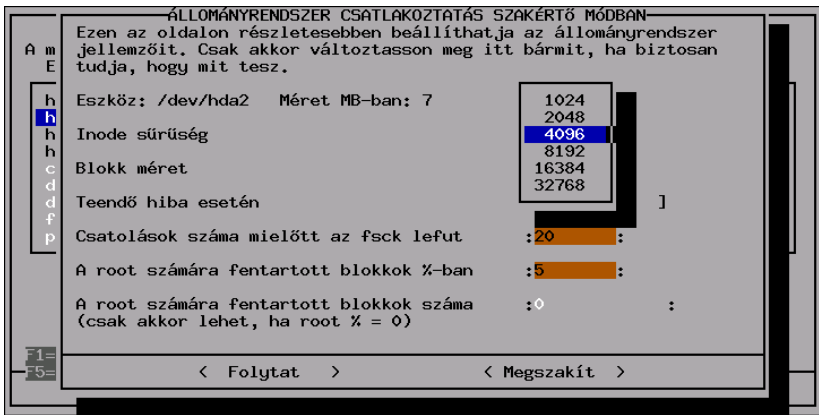 ÁLLOMÁNYRENDSZER CSATLAKOZTATÁS SZAKÉRTő MÓDBAN
Ezen az oldalon részletesebben beállíthatja az állományrendszer
jellemzőit. Csak akkor változtasson meg itt bármit, ha biztosan
tudja, hogy mit tesz.
A m
E
h
h
h
h
c
d
d
f
p
Eszköz: /dev/hda2 Méret MB-ban: 7
1024
2048
Inode sűrűség
4096
8192
Blokk méret
16384
32768
Teendő hiba esetén ]
Csatolások száma mielőtt az fsck lefut :20 :
A root számára fentartott blokkok %-ban :5 :
A root számára fentartott blokkok száma :0 :
(csak akkor lehet, ha root % = 0)
F1=
F5=
< Folytat > < Megszakít >